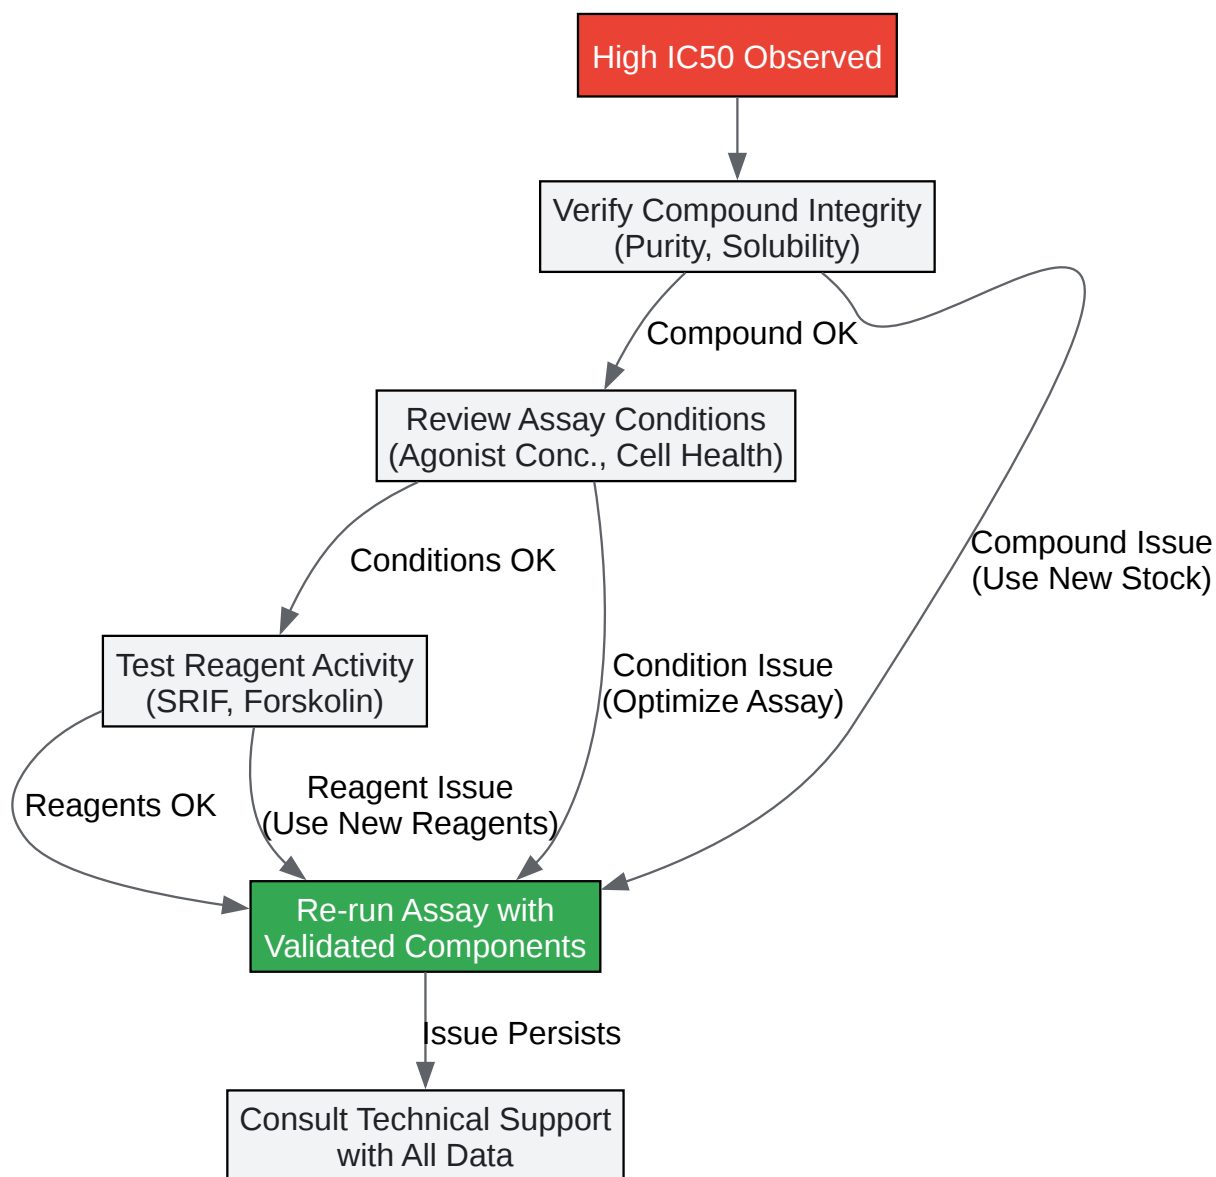 High IC50 Observed
Verify Compound Integrity
(Purity, Solubility)
Compound OK
Review Assay Conditions
(Agonist Conc., Cell Health)
Conditions OK
Compound Issue
(Use New Stock)
Test Reagent Activity
(SRIF, Forskolin)
Condition Issue
(Optimize Assay)
Reagents OK
Reagent Issue
(Use New Reagents)
Re-run Assay with
Validated Components
Issue Persists
Consult Technical Support
with All Data